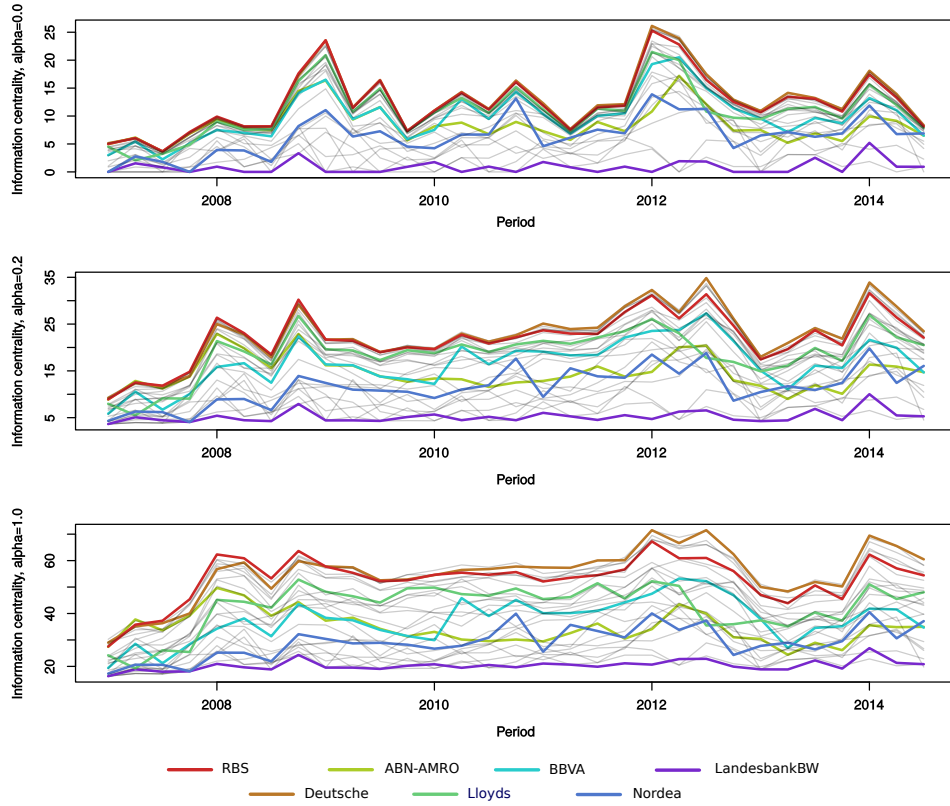 Information centrality, alpha=0.0
25
20
15
10
5
0
2008 2010 2012 2014
Period
Information centrality, alpha=0.2
35
25
15
5
2008 2010 2012 2014
Period
Information centrality, alpha=1.0
60
40
20
2008 2010 2012 2014
Period
RBS ABN-AMRO BBVA LandesbankBW
Deutsche Lloyds Nordea